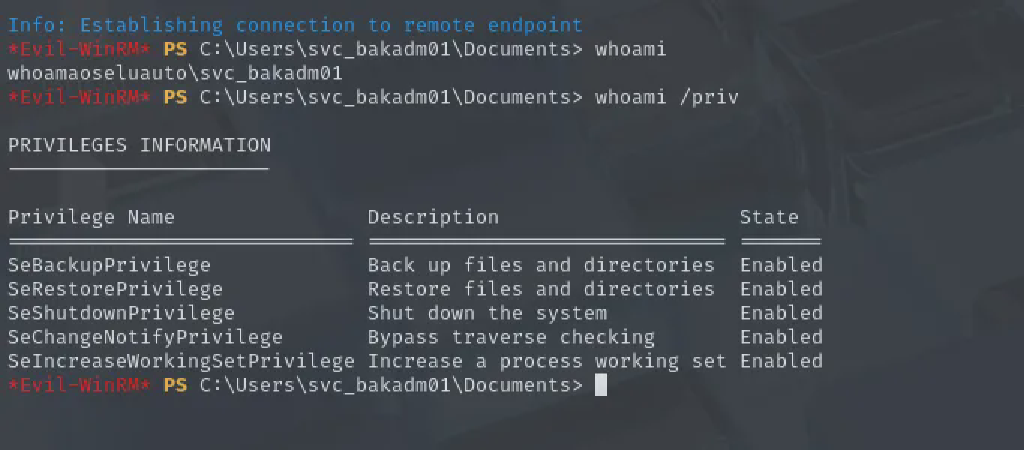 Info: Establishing connection to remote endpoint
*Evil-WinRM* PS C:\Users\svc_bakadm01\Documents> whoami
whoamaoseluauto\svc_bakadm01
*Evil-WinRM* PS C:\Users\svc_bakadm01\Documents> whoami /priv
PRIVILEGES INFORMATION
Privilege Name Description State
SeBackupPrivilege Back up files and directories Enabled
SeRestorePrivilege Restore files and directories Enabled
SeShutdownPrivilege Shut down the system Enabled
SeChangeNotifyPrivilege Bypass traverse checking Enabled
SeIncreaseWorkingSetPrivilege Increase a process working set Enabled
*Evil-WinRM* PS C:\Users\svc_bakadm01\Documents>